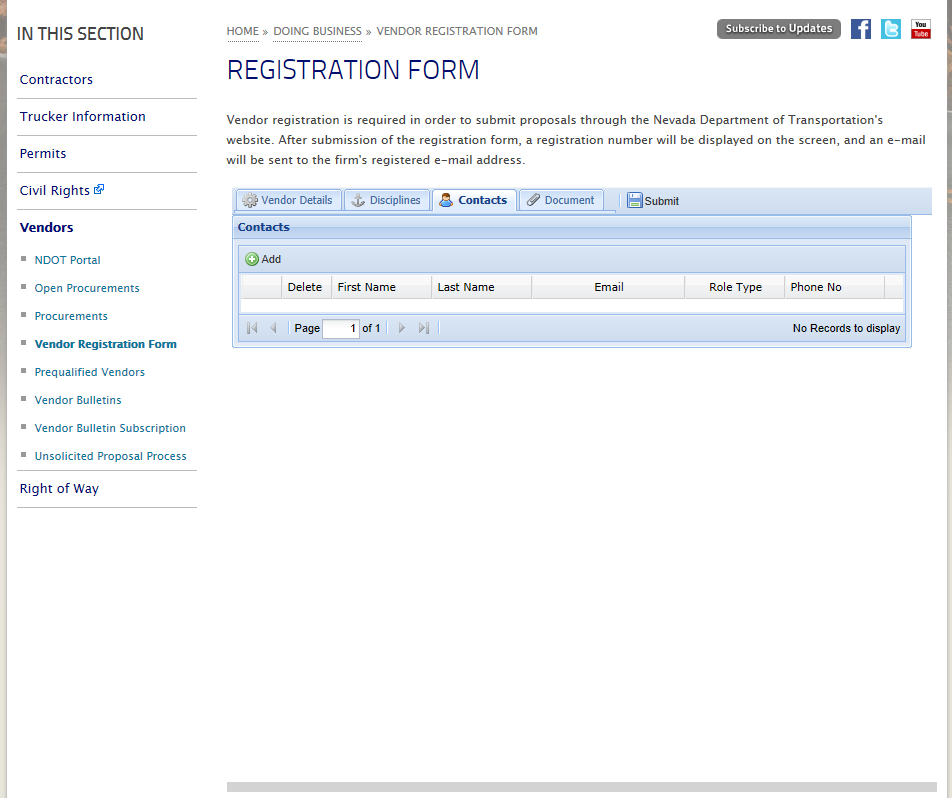 IN THIS SECTION
Contractors
Trucker Information
Permits
Civil Rights
Vendors
NDOT Portal
Open Procurements
Procurements
Vendor Registration Form
Prequalified Vendors
Vendor Bulletins
Vendor Bulletin Subscription
Unsolicited Proposal Process
Right of Way
HOME » DOING BUSINESS » VENDOR REGISTRATION FORM
Subscribe to Updates
f
t
You
Tube
REGISTRATION FORM
Vendor registration is required in order to submit proposals through the Nevada Department of Transportation's
website. After submission of the registration form, a registration number will be displayed on the screen, and an e-mail
will be sent to the firm's registered e-mail address.
Vendor Details Disciplines Contacts Document Submit
Contacts
Add
Delete First Name Last Name Email Role Type Phone No
Page 1 of 1 No Records to display